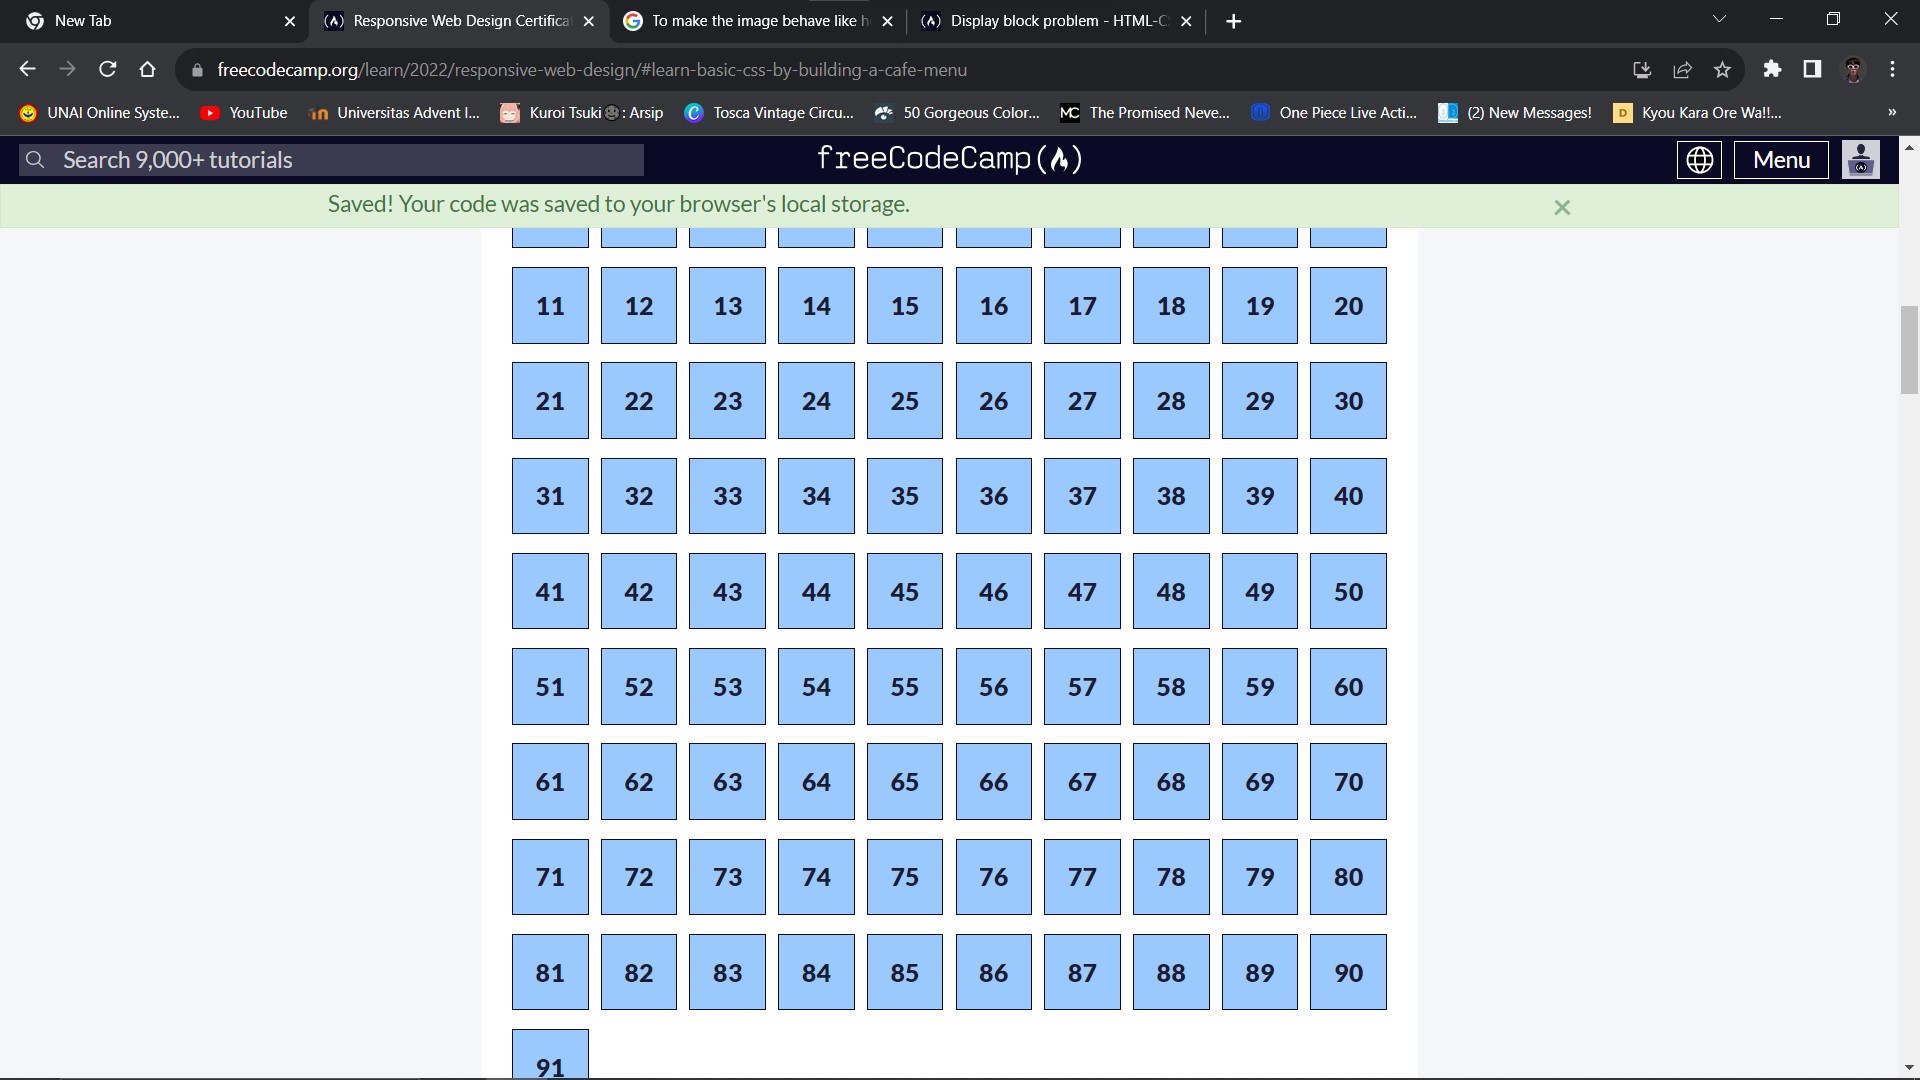 New Tab
Responsive Web Design Certifica
To make the image behave like h
Display block problem - HTML-C
freecodecamp.org/learn/2022/responsive-web-design/#learn-basic-css-by-building-a-cafe-menu
UNAI Online Syste...
YouTube
Universitas Advent I...
Kuroi Tsuki🌚: Arsip
Tosca Vintage Circu...
50 Gorgeous Color...
MC The Promised Neve...
One Piece Live Acti...
(2) New Messages!
D Kyou Kara Ore Wa!!...
»
Search 9,000+ tutorials
freeCodeCamp
Menu
Saved! Your code was saved to your browser's local storage.
11 12 13 14 15 16 17 18 19 20
21 22 23 24 25 26 27 28 29 30
31 32 33 34 35 36 37 38 39 40
41 42 43 44 45 46 47 48 49 50
51 52 53 54 55 56 57 58 59 60
61 62 63 64 65 66 67 68 69 70
71 72 73 74 75 76 77 78 79 80
81 82 83 84 85 86 87 88 89 90
91